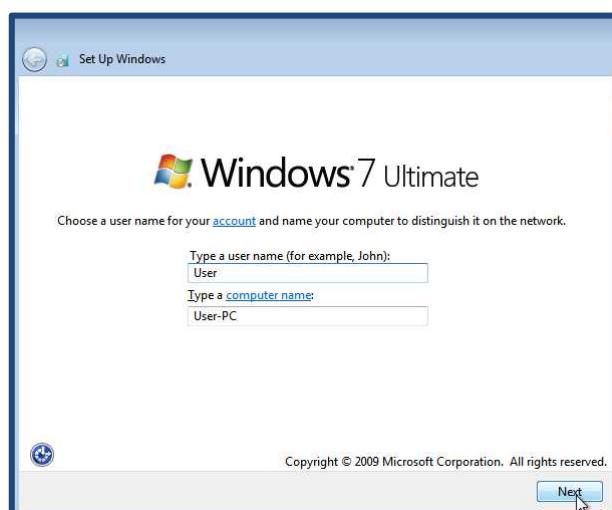 Set Up Windows
Windows 7 Ultimate
Choose a user name for your account and name your computer to distinguish it on the network.
Type a user name (for example, John):
User
Type a computer name:
User-PC
Copyright © 2009 Microsoft Corporation. All rights reserved.
Next